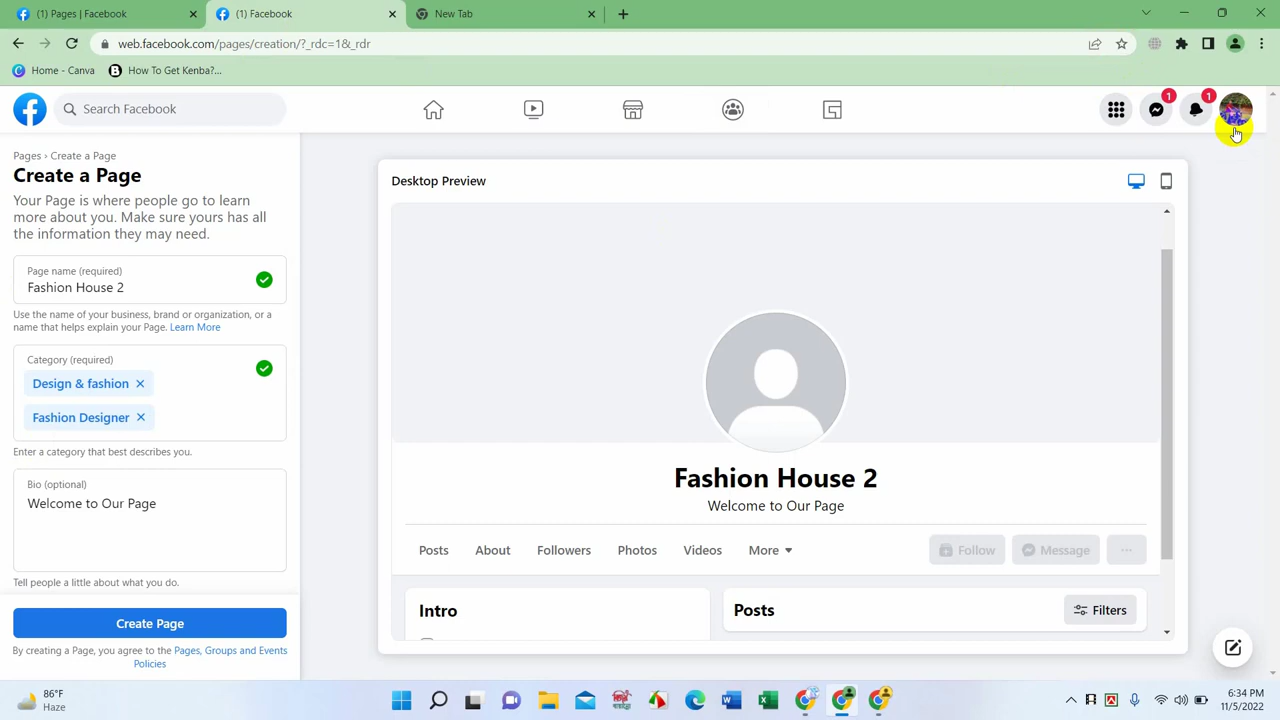 (1) Pages | Facebook
(1) Facebook
New Tab
web.facebook.com/pages/creation/?_rdc=1&_rdr
Home - Canva
How To Get Kenba?...
Search Facebook
1
1
Pages › Create a Page
Create a Page
Your Page is where people go to learn
more about you. Make sure yours has all
the information they may need.
Page name (required)
Fashion House 2
Use the name of your business, brand or organization, or a
name that helps explain your Page. Learn More
Category (required)
Design & fashion
Fashion Designer
Enter a category that best describes you.
Bio (optional)
Welcome to Our Page
Tell people a little about what you do.
Create Page
By creating a Page, you agree to the Pages, Groups and Events
Policies
Desktop Preview
Fashion House 2
Welcome to Our Page
Posts
About
Followers
Photos
Videos
More
Follow
Message
Intro
Posts
Filters
86°F
Haze
6:34 PM
11/5/2022